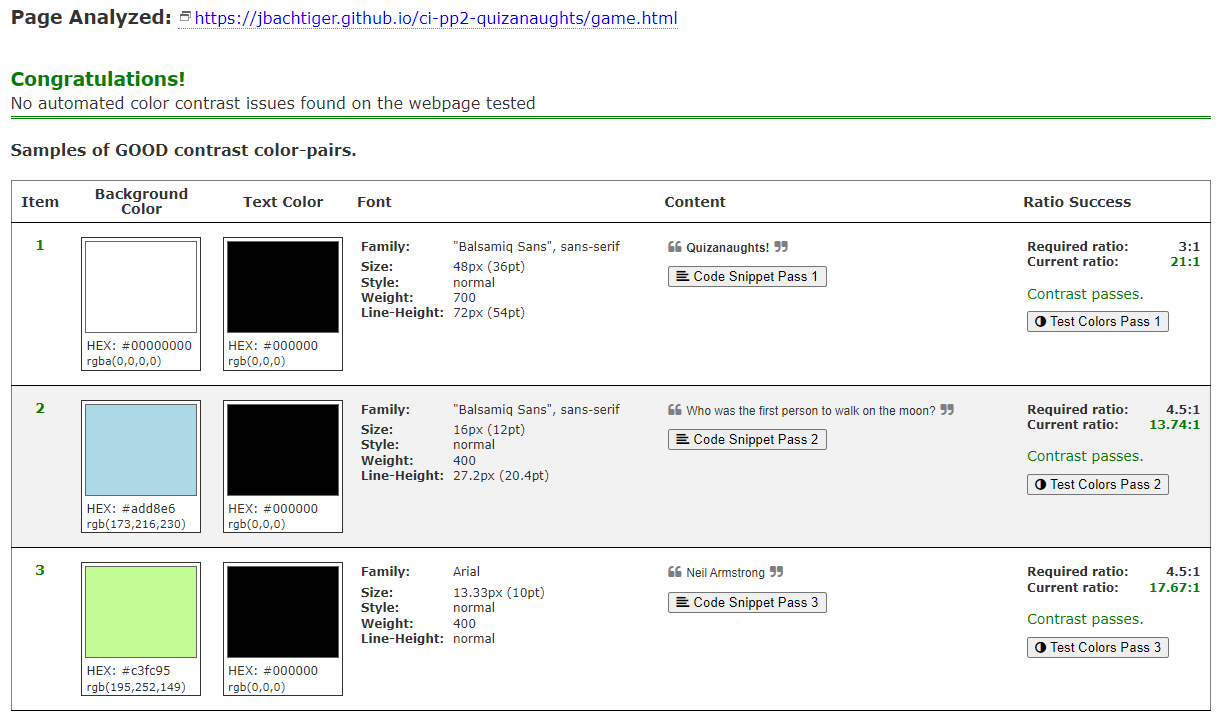 Page Analyzed: https://jbachtiger.github.io/ci-pp2-quizanaughts/game.html
Congratulations!
No automated color contrast issues found on the webpage tested
Samples of GOOD contrast color-pairs.
Item Background Color Text Color Font Content Ratio Success
1
HEX: #00000000
rgba(0,0,0,0)
HEX: #000000
rgb(0,0,0)
Family: "Balsamiq Sans", sans-serif
Size: 48px (36pt)
Style: normal
Weight: 700
Line-Height: 72px (54pt)
❝ Quizanaughts! ❞
Code Snippet Pass 1
Required ratio: 3:1
Current ratio: 21:1
Contrast passes.
Test Colors Pass 1
2
HEX: #add8e6
rgb(173,216,230)
HEX: #000000
rgb(0,0,0)
Family: "Balsamiq Sans", sans-serif
Size: 16px (12pt)
Style: normal
Weight: 400
Line-Height: 27.2px (20.4pt)
❝ Who was the first person to walk on the moon? ❞
Code Snippet Pass 2
Required ratio: 4.5:1
Current ratio: 13.74:1
Contrast passes.
Test Colors Pass 2
3
HEX: #c3fc95
rgb(195,252,149)
HEX: #000000
rgb(0,0,0)
Family: Arial
Size: 13.33px (10pt)
Style: normal
Weight: 400
Line-Height: normal
❝ Neil Armstrong ❞
Code Snippet Pass 3
Required ratio: 4.5:1
Current ratio: 17.67:1
Contrast passes.
Test Colors Pass 3